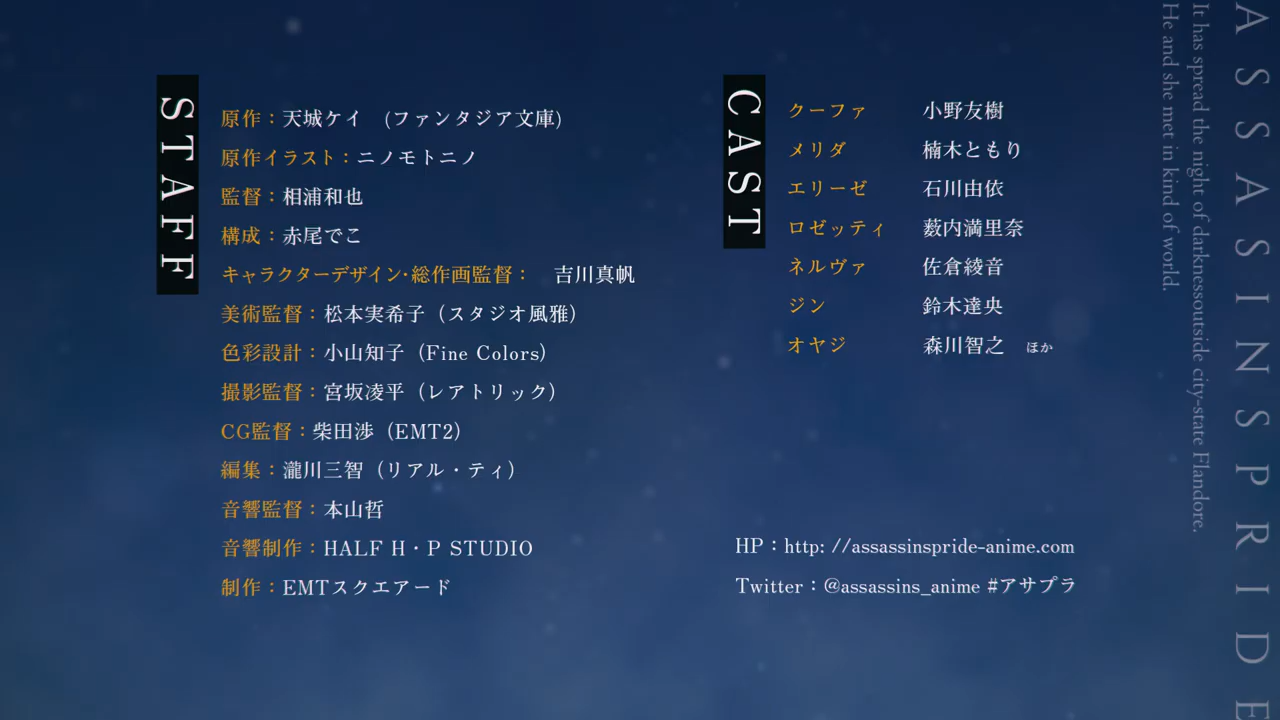 STAFF
原作：天城ケイ　(ファンタジア文庫)
原作イラスト：ニノモトニノ
監督：相浦和也
構成：赤尾でこ
キャラクターデザイン・総作画監督：　吉川真帆
美術監督：松本実希子（スタジオ風雅）
色彩設計：小山知子（Fine Colors）
撮影監督：宮坂凌平（レアトリック）
CG監督：柴田渉（EMT2）
編集：瀧川三智（リアル・ティ）
音響監督：本山哲
音響制作：HALF H・P STUDIO
制作：EMTスクエアード
CAST
クーファ　小野友樹
メリダ　楠木ともり
エリーゼ　石川由依
ロゼッティ　薮内満里奈
ネルヴァ　佐倉綾音
ジン　鈴木達央
オヤジ　森川智之　ほか
HP：http: //assassinspride-anime.com
Twitter：@assassins_anime #アサプラ
ASSASSINSPRIDE
It has spread the night of darknessoutside city-state Flandore.
He and she met in kind of world.